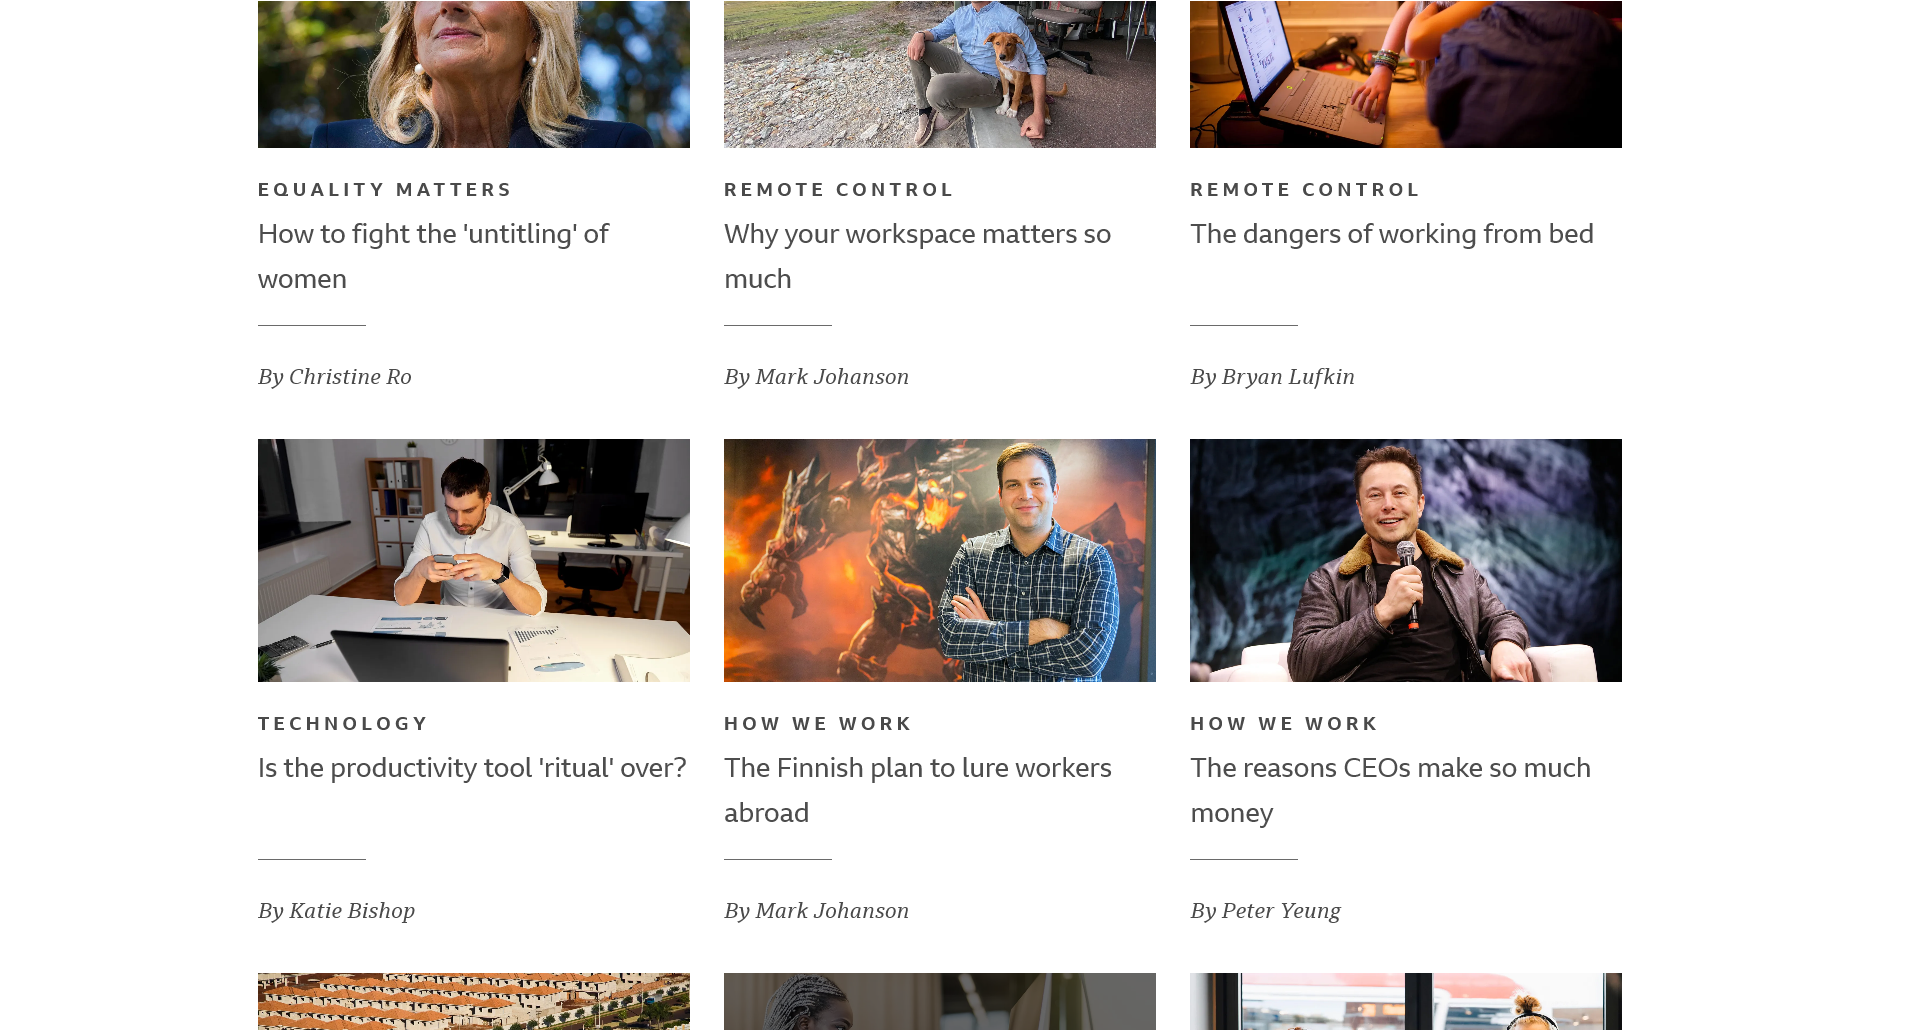 EQUALITY MATTERS
How to fight the 'untitling' of
women
By Christine Ro
REMOTE CONTROL
Why your workspace matters so
much
By Mark Johanson
REMOTE CONTROL
The dangers of working from bed
By Bryan Lufkin
TECHNOLOGY
Is the productivity tool 'ritual' over?
By Katie Bishop
HOW WE WORK
The Finnish plan to lure workers
abroad
By Mark Johanson
HOW WE WORK
The reasons CEOs make so much
money
By Peter Yeung